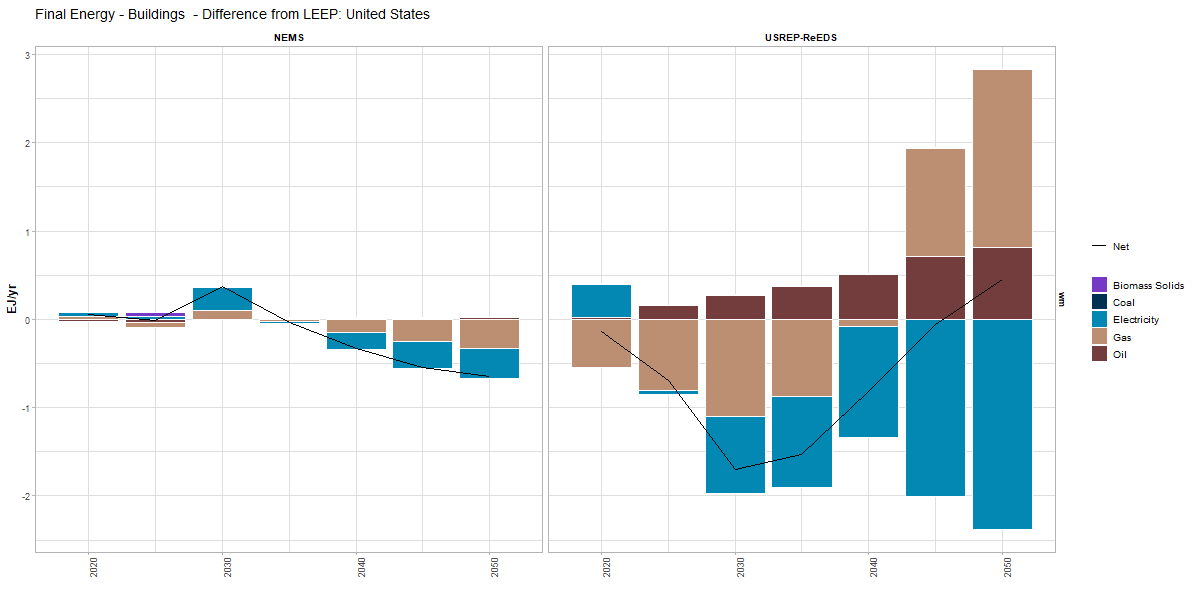 Final Energy - Buildings  - Difference from LEEP: United States
NEMS
USREP-ReEDS
EJ/yr
3
2
1
0
-1
-2
2020
2030
2040
2050
2020
2030
2040
2050
wm
Net
Biomass Solids
Coal
Electricity
Gas
Oil